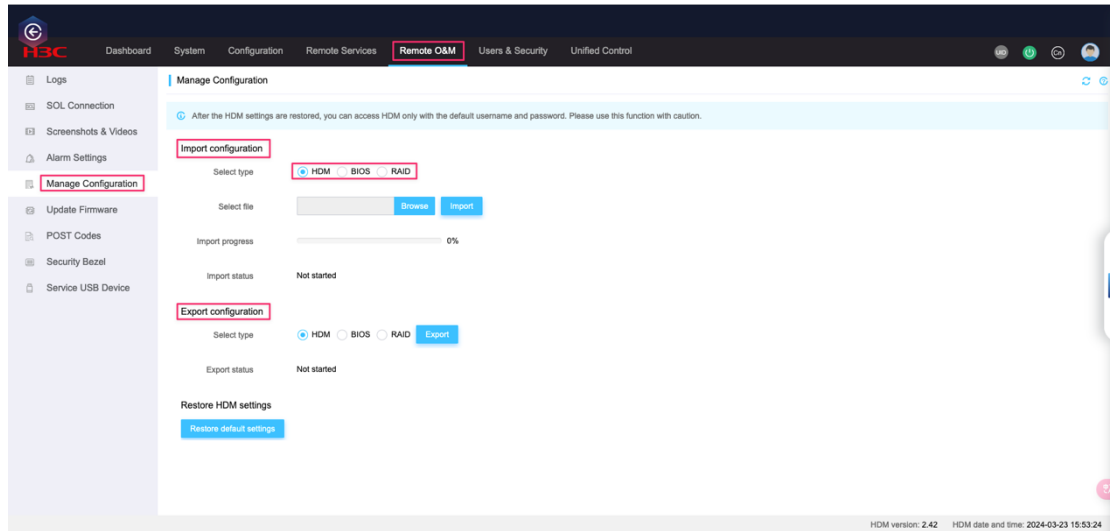 H3C
Dashboard System Configuration Remote Services Remote O&M Users & Security Unified Control UID Cn
Logs
SOL Connection
Screenshots & Videos
Alarm Settings
Manage Configuration
Update Firmware
POST Codes
Security Bezel
Service USB Device
Manage Configuration
After the HDM settings are restored, you can access HDM only with the default username and password. Please use this function with caution.
Import configuration
Select type HDM BIOS RAID
Select file Browse Import
Import progress 0%
Import status Not started
Export configuration
Select type HDM BIOS RAID Export
Export status Not started
Restore HDM settings
Restore default settings
HDM version: 2.42 HDM date and time: 2024-03-23 15:53:24